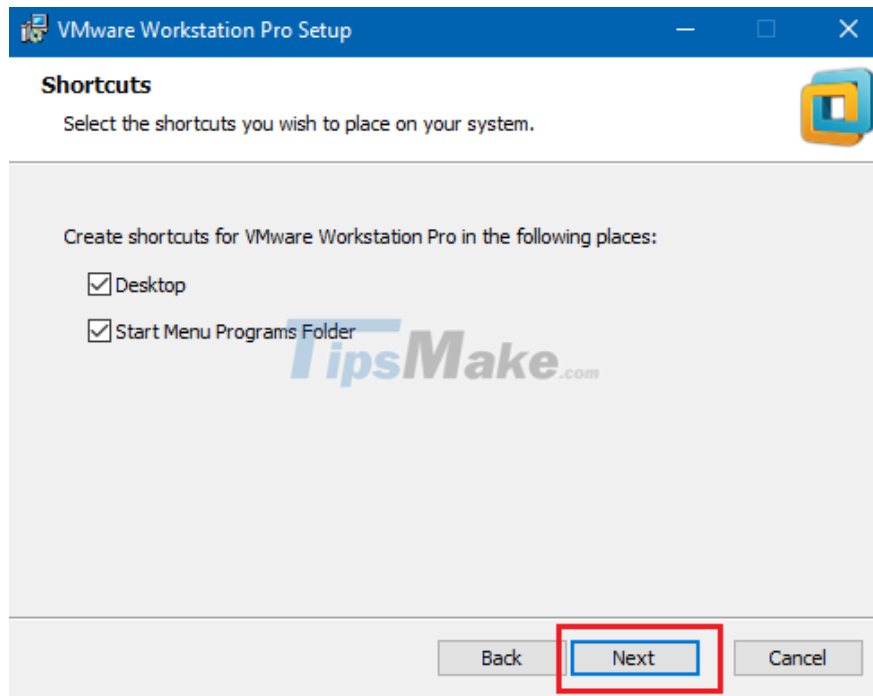 VMware Workstation Pro Setup
Shortcuts
Select the shortcuts you wish to place on your system.
Create shortcuts for VMware Workstation Pro in the following places:
Desktop
Start Menu Programs Folder
TipsMake.com
Back Next Cancel